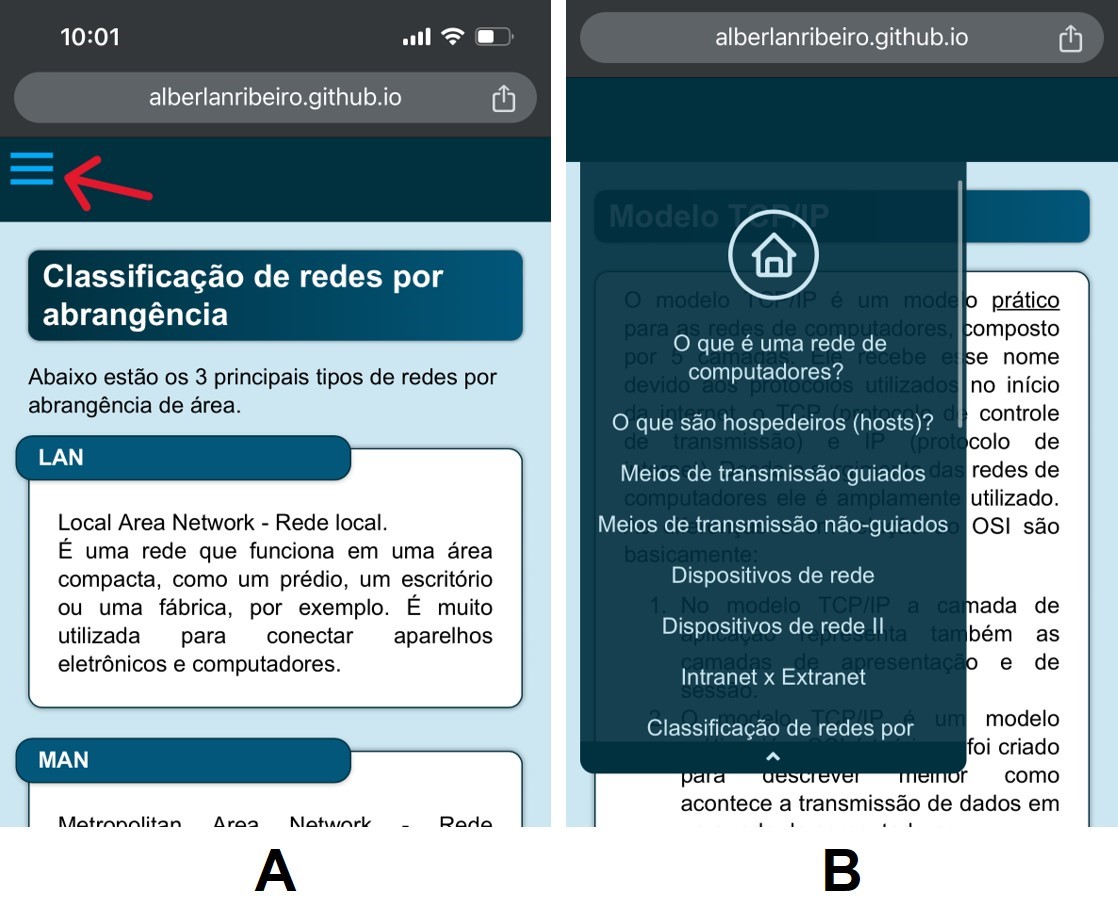 10:01
alberlanribeiro.github.io
Classificação de redes por
abrangência
Abaixo estão os 3 principais tipos de redes por
abrangência de área.
LAN
Local Area Network - Rede local.
É uma rede que funciona em uma área
compacta, como um prédio, um escritório
ou uma fábrica, por exemplo. É muito
utilizada para conectar aparelhos
eletrônicos e computadores.
MAN
Metropolitan Area Network - Rede
A
alberlanribeiro.github.io
Modelo TCP/IP
O modelo TCP/IP é um modelo prático
para as redes de computadores, composto
por 5 camadas. Ele recebe esse nome
devido aos protocolos utilizados no início
da internet, o TCP (protocolo de controle
de transmissão) e IP (protocolo de
das redes de
computadores ele é amplamente utilizado.
OSI são
basicamente:
1. No modelo TCP/IP a camada de
aplicação representa também as
camadas de apresentação e de
sessão.
2. O modelo TCP/IP é um modelo
foi criado
para descrever melhor como
acontece a transmissão de dados em
O que é uma rede de
computadores?
O que são hospedeiros (hosts)?
Meios de transmissão guiados
Meios de transmissão não-guiados
Dispositivos de rede
Dispositivos de rede II
Intranet x Extranet
Classificação de redes por
B